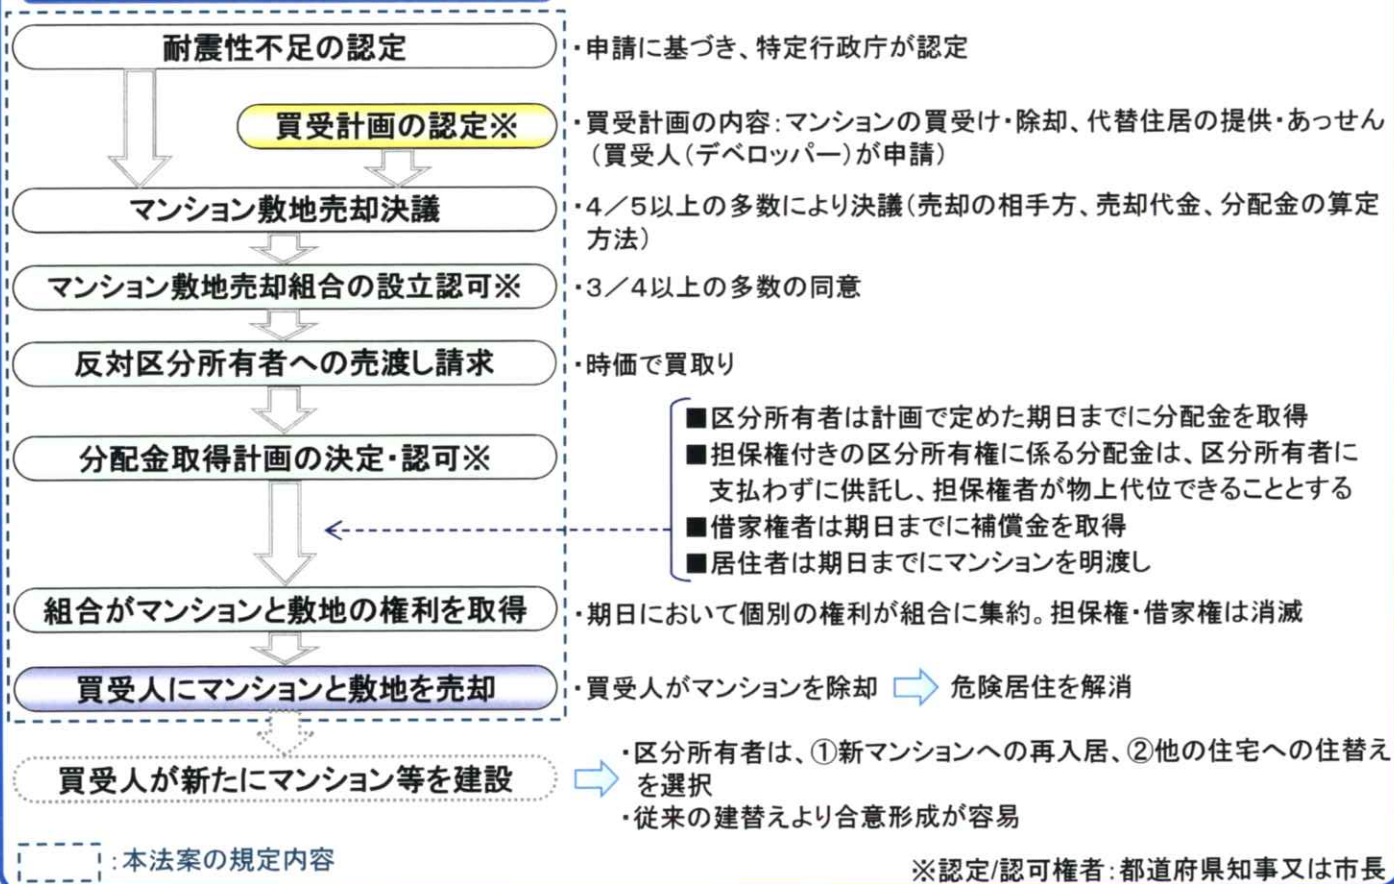 耐震性不足の認定
・申請に基づき、特定行政庁が認定
買受計画の認定※
・買受計画の内容：マンションの買受け・除却、代替住居の提供・あっせん
（買受人（デベロッパー）が申請）
マンション敷地売却決議
・４／５以上の多数により決議（売却の相手方、売却代金、分配金の算定
方法）
マンション敷地売却組合の設立認可※
・３／４以上の多数の同意
反対区分所有者への売渡し請求
・時価で買取り
分配金取得計画の決定・認可※
■区分所有者は計画で定めた期日までに分配金を取得
■担保権付きの区分所有権に係る分配金は、区分所有者に
支払わずに供託し、担保権者が物上代位できることとする
■借家権者は期日までに補償金を取得
■居住者は期日までにマンションを明渡し
組合がマンションと敷地の権利を取得
・期日において個別の権利が組合に集約。担保権・借家権は消滅
買受人にマンションと敷地を売却
・買受人がマンションを除却 危険居住を解消
買受人が新たにマンション等を建設
・区分所有者は、①新マンションへの再入居、②他の住宅への住替え
を選択
・従来の建替えより合意形成が容易
：本法案の規定内容
※認定/認可権者：都道府県知事又は市長